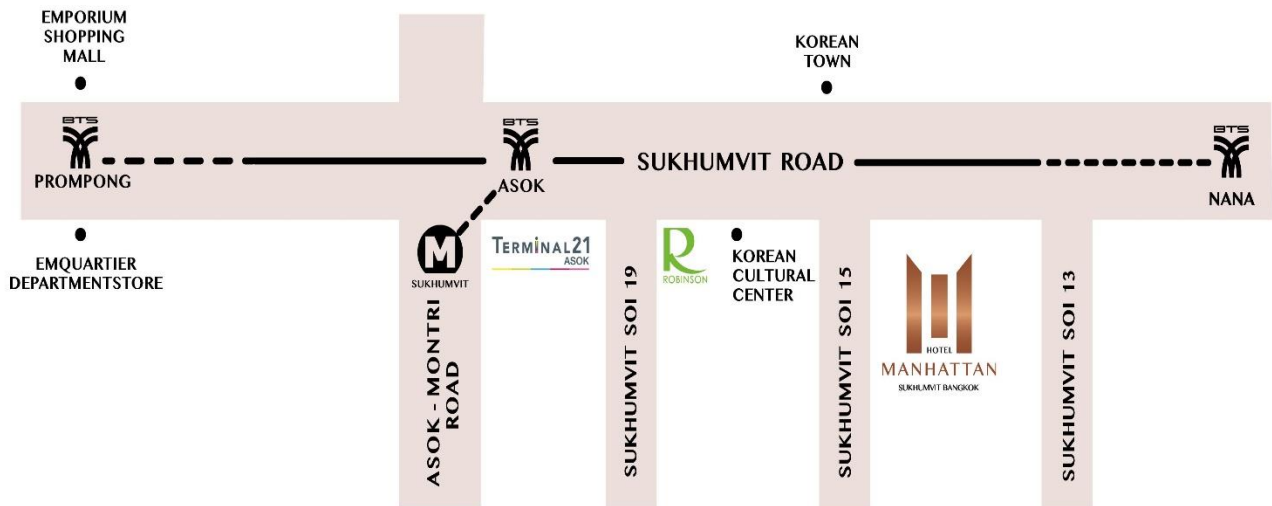 EMPORIUM
SHOPPING
MALL
KOREAN
TOWN
BTS
PROMPONG
BTS
ASOK
SUKHUMVIT ROAD
BTS
NANA
EMQUARTIER
DEPARTMENTSTORE
M
SUKHUMVIT
TERMINAL21
ASOK
R
ROBINSON
KOREAN
CULTURAL
CENTER
HOTEL
MANHATTAN
SUKHUMVIT BANGKOK
ASOK - MONTRI
ROAD
SUKHUMVIT SOI 19
SUKHUMVIT SOI 15
SUKHUMVIT SOI 13